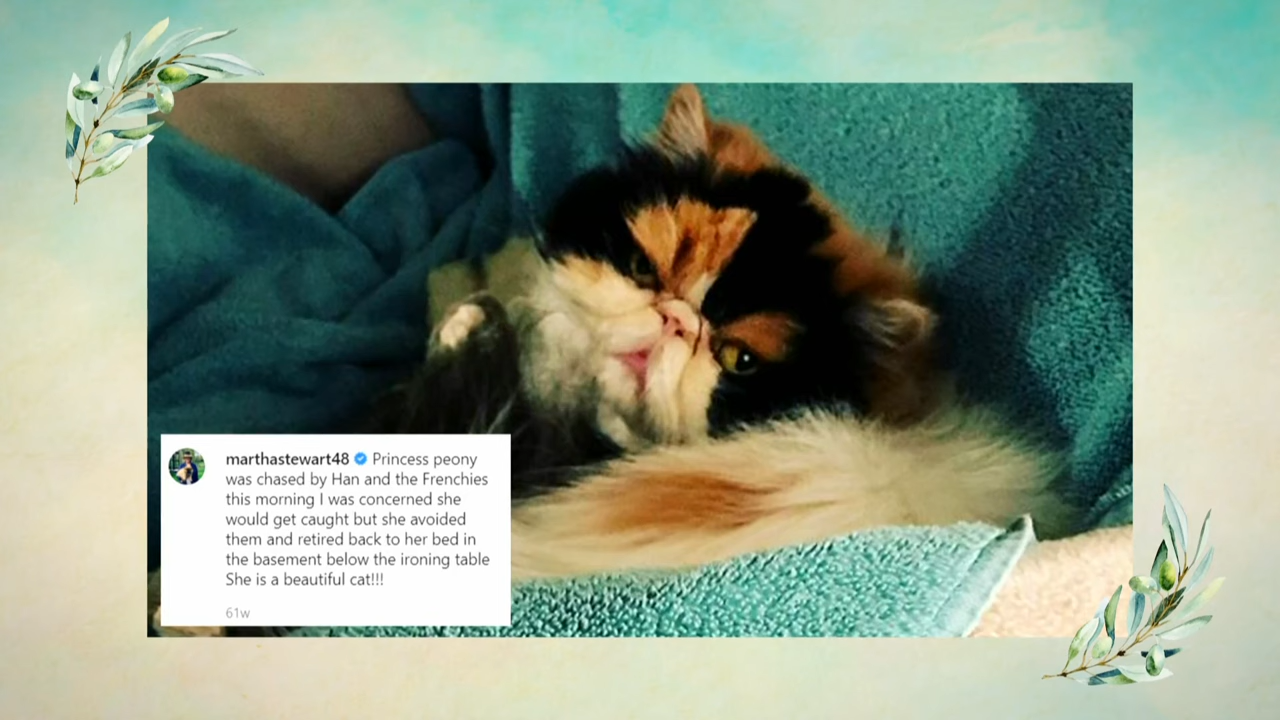 marthastewart48 Princess peony
was chased by Han and the Frenchies
this morning I was concerned she
would get caught but she avoided
them and retired back to her bed in
the basement below the ironing table
She is a beautiful cat!!!
61w